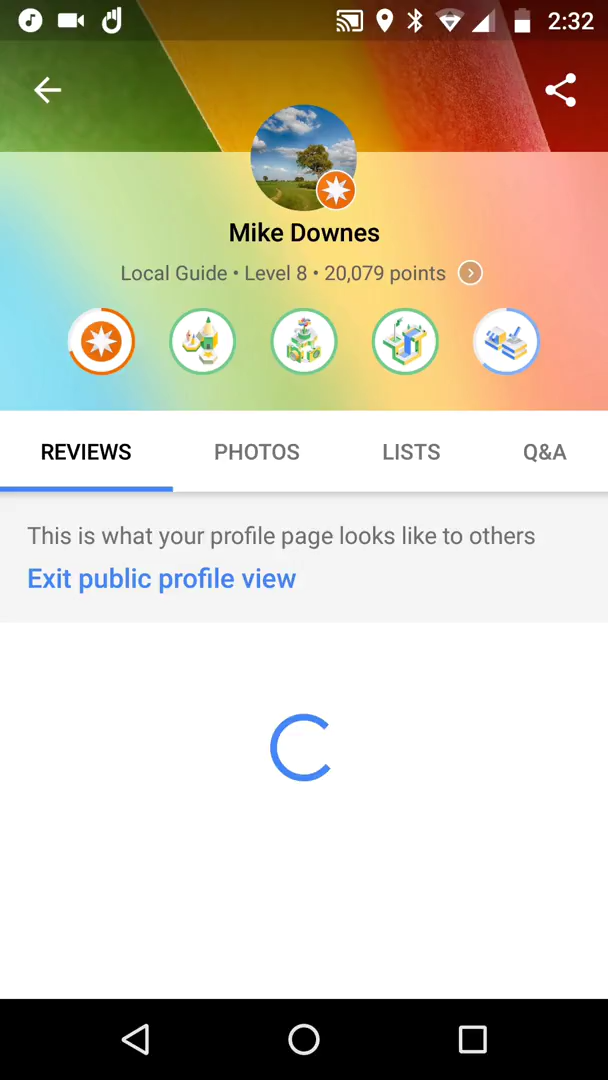 2:32
Mike Downes
Local Guide • Level 8 • 20,079 points
REVIEWS PHOTOS LISTS Q&A
This is what your profile page looks like to others
Exit public profile view